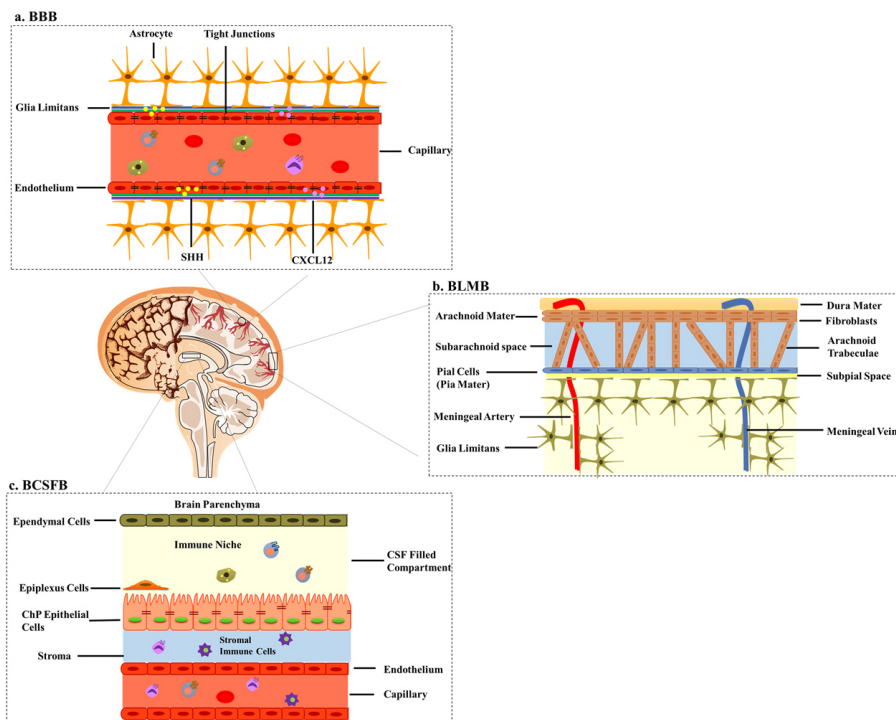 a. BBB
Astrocyte
Tight Junctions
Glia Limitans
Capillary
Endothelium
SHH
CXCL12
b. BLMB
Dura Mater
Arachnoid Mater
Fibroblasts
Subarachnoid space
Arachnoid
Trabeculae
Pial Cells
(Pia Mater)
Subpial Space
Meningeal Artery
Meningeal Vein
Glia Limitans
c. BCSFB
Brain Parenchyma
Ependymal Cells
Immune Niche
CSF Filled
Compartment
Epiplexus Cells
ChP Epithelial
Cells
Stromal
Immune Cells
Stroma
Endothelium
Capillary